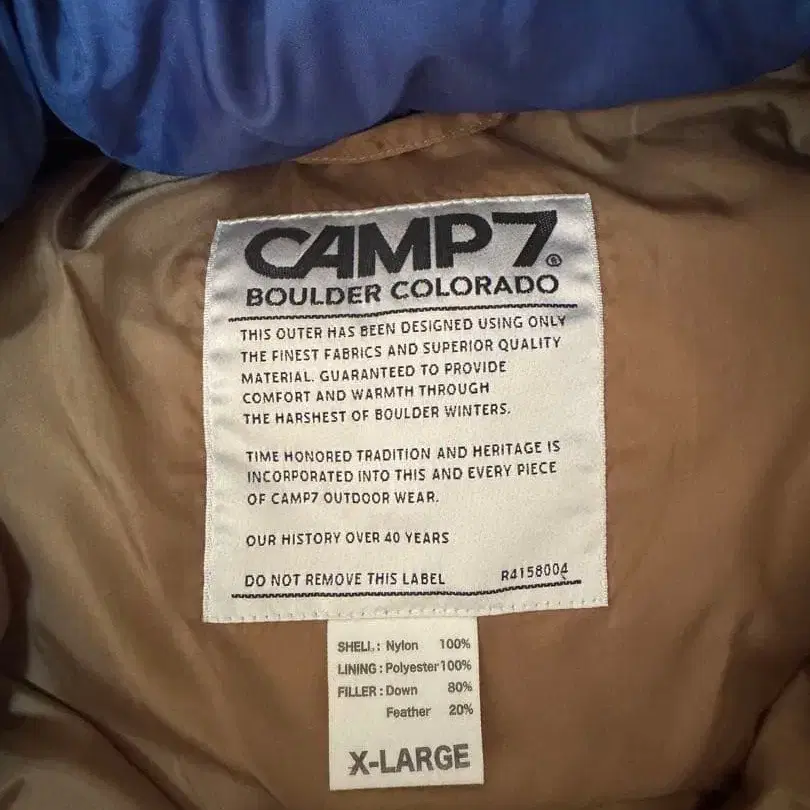 CAMP7®
BOULDER COLORADO
THIS OUTER HAS BEEN DESIGNED USING ONLY
THE FINEST FABRICS AND SUPERIOR QUALITY
MATERIAL. GUARANTEED TO PROVIDE
COMFORT AND WARMTH THROUGH
THE HARSHEST OF BOULDER WINTERS.
TIME HONORED TRADITION AND HERITAGE IS
INCORPORATED INTO THIS AND EVERY PIECE
OF CAMP7 OUTDOOR WEAR.
OUR HISTORY OVER 40 YEARS
DO NOT REMOVE THIS LABEL R4158004
SHELL : Nylon 100%
LINING : Polyester 100%
FILLER : Down 80%
Feather 20%
X-LARGE